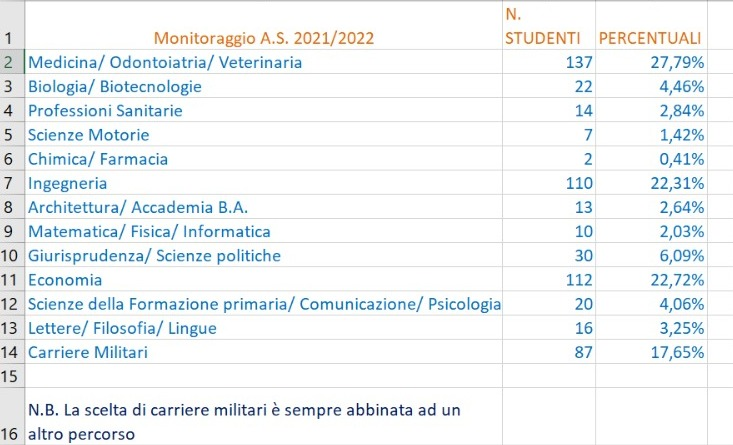 N.
1 Monitoraggio A.S. 2021/2022 STUDENTI PERCENTUALI
2 Medicina/ Odontoiatria/ Veterinaria 137 27,79%
3 Biologia/ Biotecnologie 22 4,46%
4 Professioni Sanitarie 14 2,84%
5 Scienze Motorie 7 1,42%
6 Chimica/ Farmacia 2 0,41%
7 Ingegneria 110 22,31%
8 Architettura/ Accademia B.A. 13 2,64%
9 Matematica/ Fisica/ Informatica 10 2,03%
10 Giurisprudenza/ Scienze politiche 30 6,09%
11 Economia 112 22,72%
12 Scienze della Formazione primaria/ Comunicazione/ Psicologia 20 4,06%
13 Lettere/ Filosofia/ Lingue 16 3,25%
14 Carriere Militari 87 17,65%
15
N.B. La scelta di carriere militari è sempre abbinata ad un
16 altro percorso